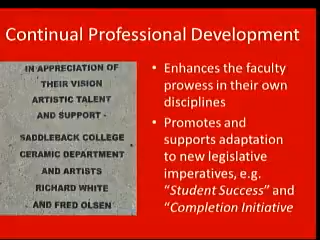 Continual Professional Development
IN APPRECIATION OF
THEIR VISION
ARTISTIC TALENT
AND SUPPORT -
SADDLEBACK COLLEGE
CERAMIC DEPARTMENT
AND ARTISTS
RICHARD WHITE
AND FRED OLSEN
• Enhances the faculty
prowess in their own
disciplines
• Promotes and
supports adaptation
to new legislative
imperatives, e.g.
“Student Success” and
“Completion Initiative